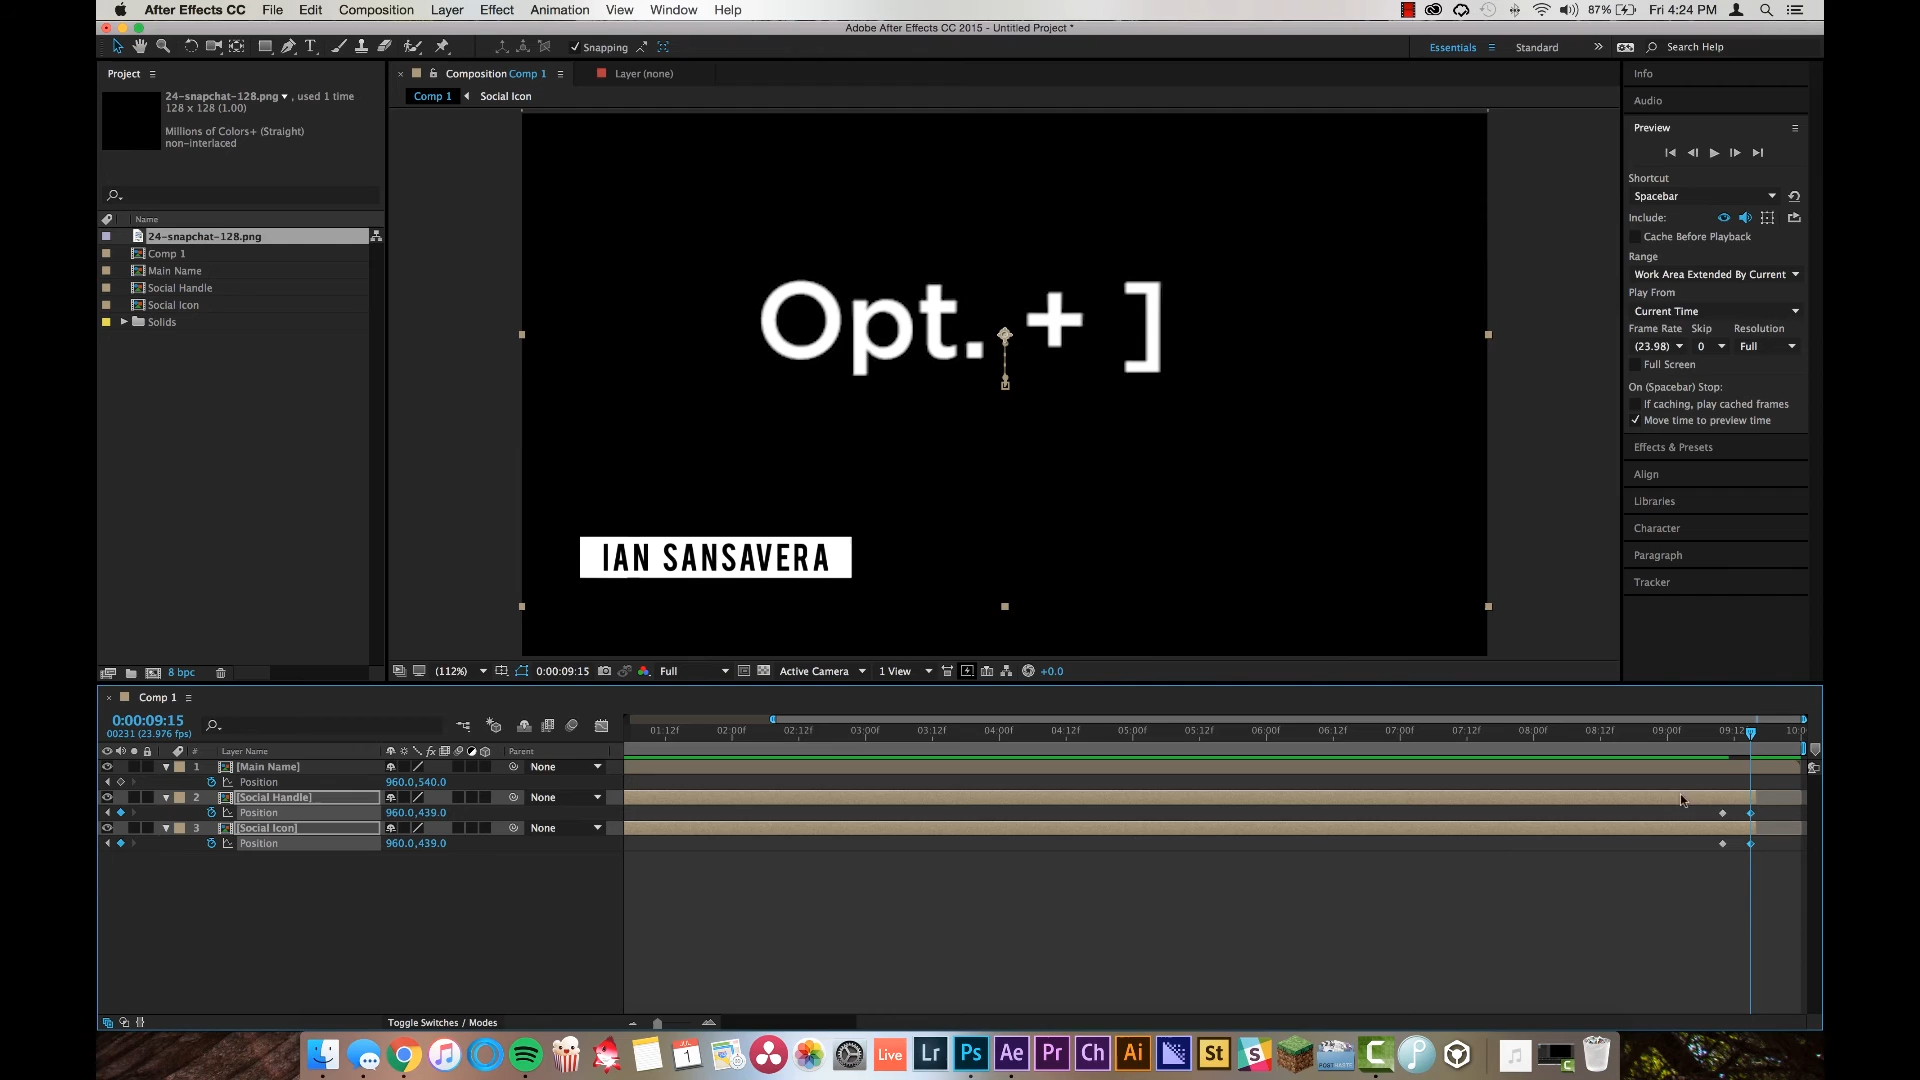 After Effects CC File Edit Composition Layer Effect Animation View Window Help 87% Fri 4:24 PM
Adobe After Effects CC 2015 - Untitled Project *
Snapping Essentials Standard Search Help
Project Composition Comp 1 Layer (none) Info
24-snapchat-128.png , used 1 time Comp 1 Social Icon Audio
128 x 128 (1.00)
Millions of Colors+ (Straight) Preview
non-interlaced
Shortcut
Spacebar
Name Include:
24-snapchat-128.png Cache Before Playback
Comp 1 Range
Main Name Work Area Extended By Current
Social Handle Play From
Social Icon Current Time
Solids Frame Rate Skip Resolution
(23.98) 0 Full
Full Screen
On (Spacebar) Stop:
If caching, play cached frames
Move time to preview time
Effects & Presets
Align
Libraries
Character
Paragraph
Tracker
Opt. + ]
IAN SANSAVERA
8 bpc (112%) 0:00:09:15 Full Active Camera 1 View +0.0
Comp 1
0:00:09:15
00231 (23.976 fps)
01:12f 02:00f 02:12f 03:00f 03:12f 04:00f 04:12f 05:00f 05:12f 06:00f 06:12f 07:00f 07:12f 08:00f 08:12f 09:00f 09:12f 10:0
# Layer Name fx Parent
1 [Main Name] None
Position 960.0,540.0
2 [Social Handle] None
Position 960.0,439.0
3 [Social Icon] None
Position 960.0,439.0
Toggle Switches / Modes
1 Live Lr Ps Ae Pr Ch Ai St